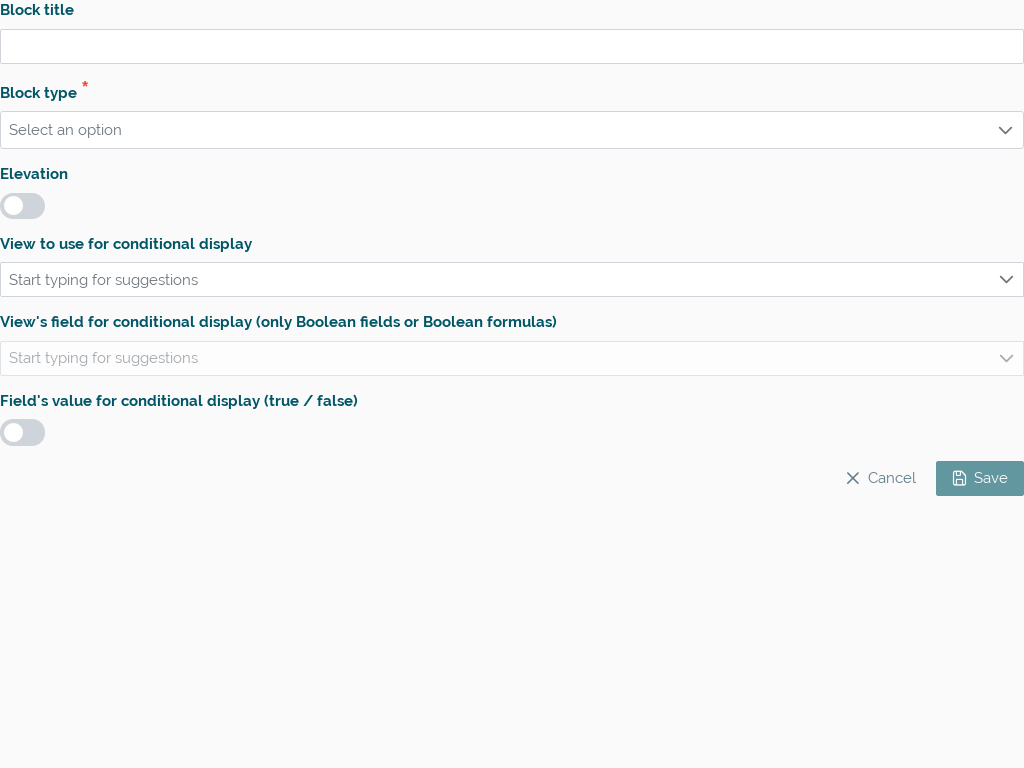 Block title
Block type *
Select an option
Elevation
View to use for conditional display
Start typing for suggestions
View's field for conditional display (only Boolean fields or Boolean formulas)
Start typing for suggestions
Field's value for conditional display (true / false)
Cancel Save